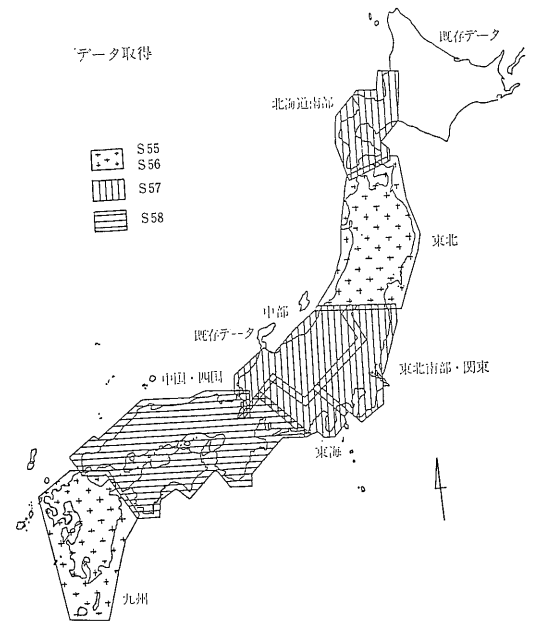 データ取得
既存データ
北海道南部
S55
S56
S57
S58
東北
中部
既存データ
中国・四国
東北南部・関東
東海
九州